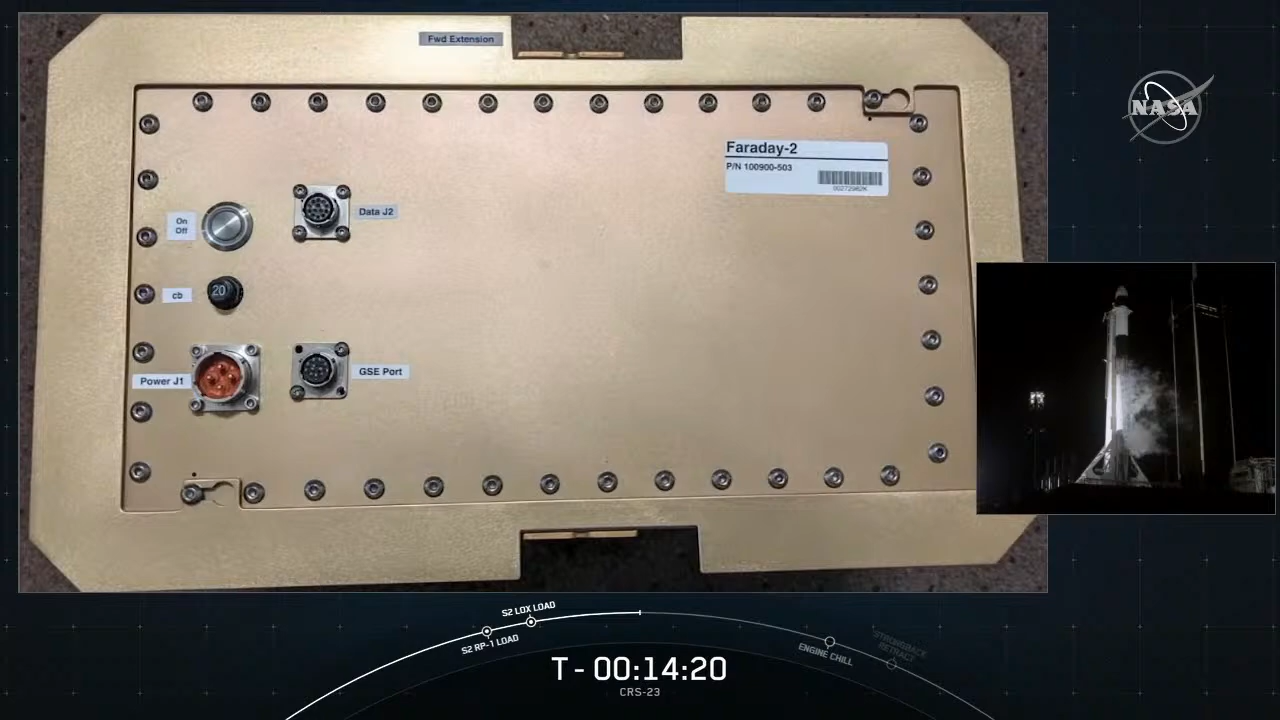 Fwd Extension
NASA
Faraday-2
P/N 100900-503
On
Off
Data J2
cb
20
Power J1
GSE Port
S2 LOX LOAD
S2 RP-1 LOAD
ENGINE CHILL
STRONGBACK
RETRACT
T - 00:14:20
CRS-23